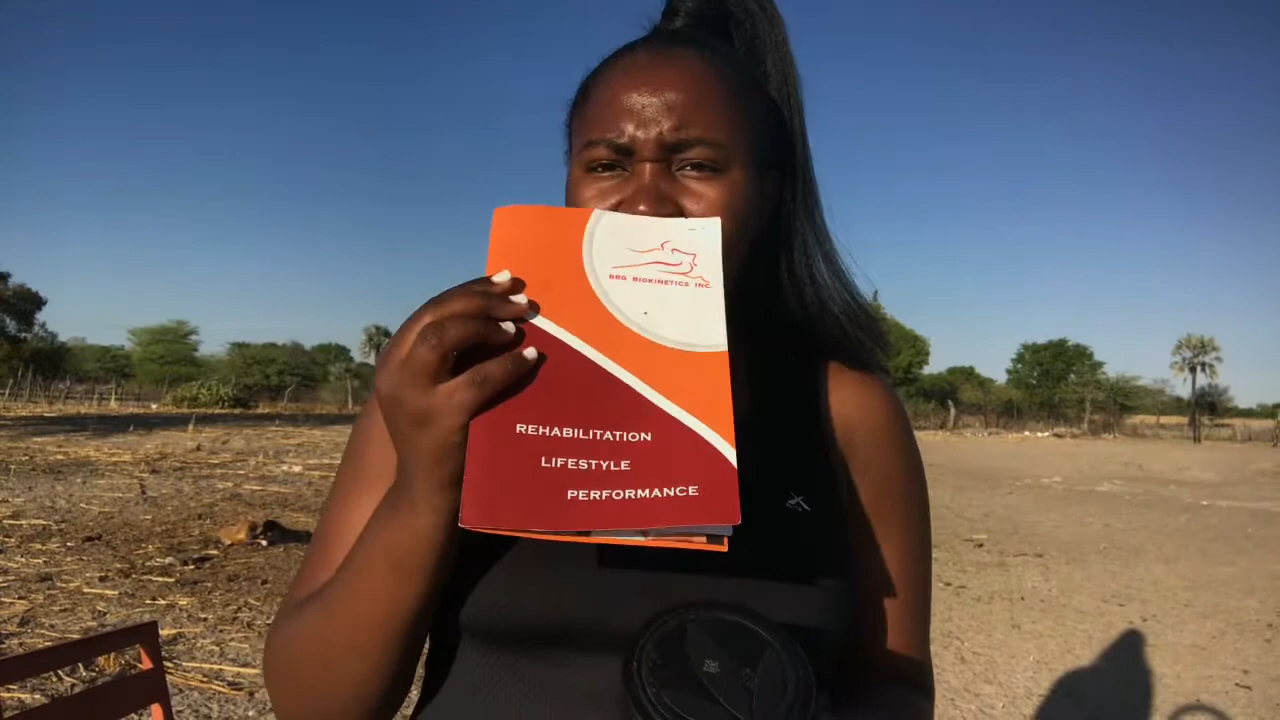 BRG BIOKINETICS INC.
REHABILITATION
LIFESTYLE
PERFORMANCE